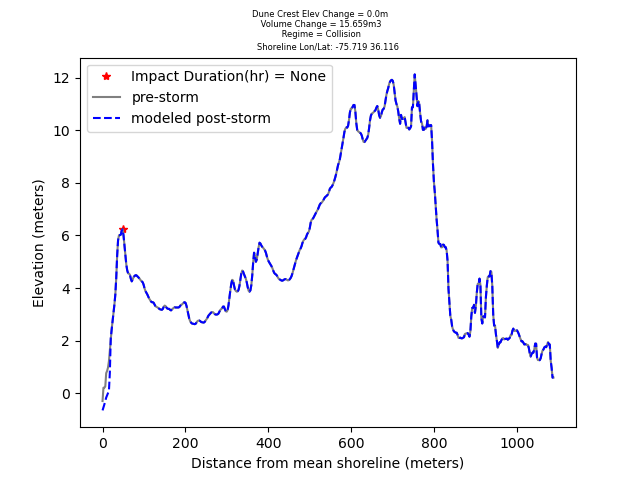 Dune Crest Elev Change = 0.0m
Volume Change = 15.659m3
Regime = Collision
Shoreline Lon/Lat: -75.719 36.116
Impact Duration(hr) = None
pre-storm
modeled post-storm
Elevation (meters)
12
10
8
6
4
2
0
0 200 400 600 800 1000
Distance from mean shoreline (meters)